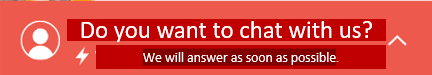 Do you want to chat with us?
We will answer as soon as possible.